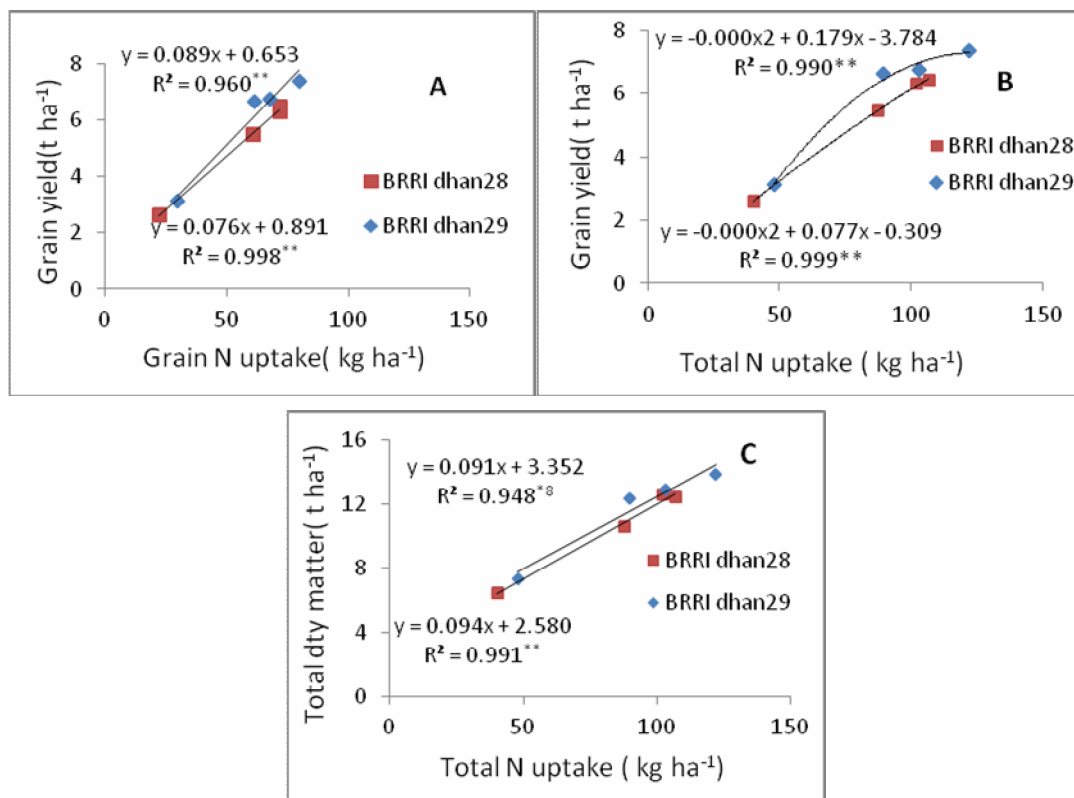 y = 0.089x + 0.653
R² = 0.960**
A
8
6
4
2
0
Grain yield(t ha⁻¹)
BRRI dhan28
BRRI dhan29
y = 0.076x + 0.891
R² = 0.998**
0 50 100 150
Grain N uptake( kg ha⁻¹)
y = -0.000x2 + 0.179x - 3.784
R² = 0.990**
B
8
6
4
2
0
Grain yield( t ha⁻¹)
BRRI dhan28
BRRI dhan29
y = -0.000x2 + 0.077x - 0.309
R² = 0.999**
0 50 100 150
Total N uptake ( kg ha⁻¹)
C
y = 0.091x + 3.352
R² = 0.948*8
16
12
8
4
0
Total dty matter( t ha⁻¹)
BRRI dhan28
BRRI dhan29
y = 0.094x + 2.580
R² = 0.991**
0 50 100 150
Total N uptake ( kg ha⁻¹)